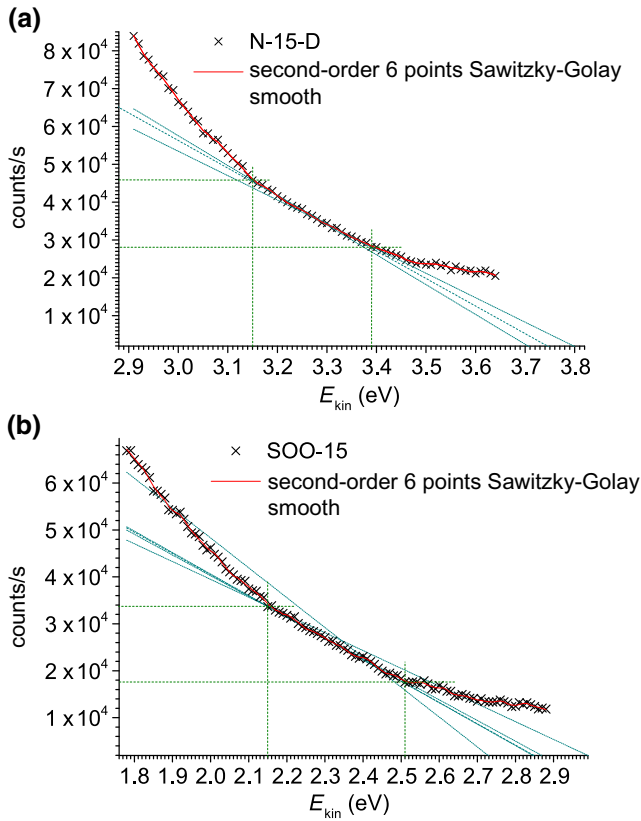 (a)
× N-15-D
second-order 6 points Sawitzky-Golay
smooth
counts/s
8 x 10⁴
7 x 10⁴
6 x 10⁴
5 x 10⁴
4 x 10⁴
3 x 10⁴
2 x 10⁴
1 x 10⁴
2.9 3.0 3.1 3.2 3.3 3.4 3.5 3.6 3.7 3.8
E_kin (eV)
(b)
× SOO-15
second-order 6 points Sawitzky-Golay
smooth
counts/s
6 x 10⁴
5 x 10⁴
4 x 10⁴
3 x 10⁴
2 x 10⁴
1 x 10⁴
1.8 1.9 2.0 2.1 2.2 2.3 2.4 2.5 2.6 2.7 2.8 2.9
E_kin (eV)